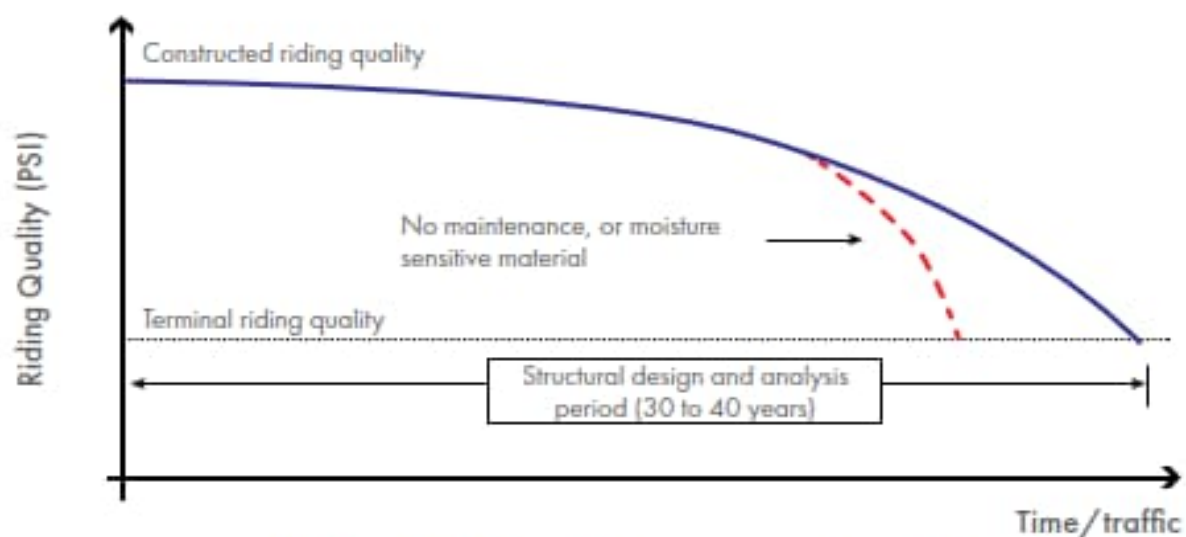 Constructed riding quality
Riding Quality (PSI)
No maintenance, or moisture
sensitive material
Terminal riding quality
Structural design and analysis
period (30 to 40 years)
Time/traffic